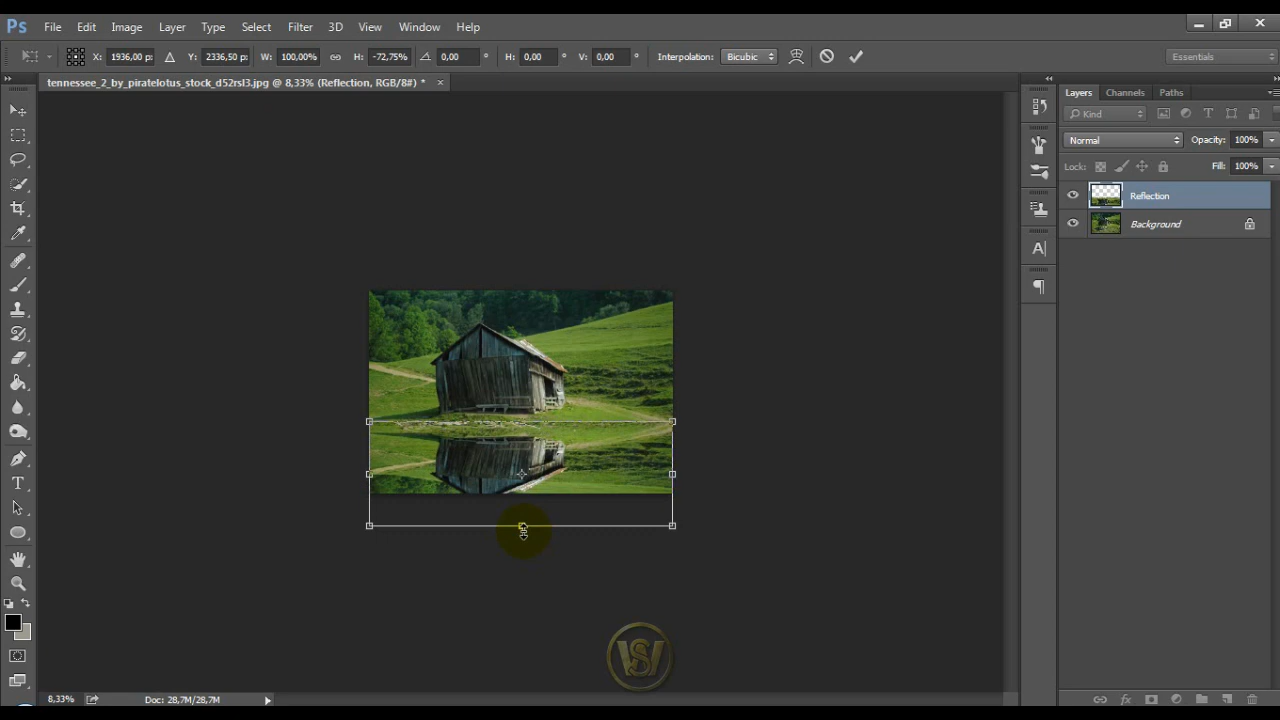 Ps File Edit Image Layer Type Select Filter 3D View Window Help
X: 1936,00 px Y: 2336,50 px W: 100,00% H: -72,75% 0,00 ° H: 0,00 ° V: 0,00 ° Interpolation: Bicubic Essentials
tennessee_2_by_piratelotus_stock_d52rsl3.jpg @ 8,33% (Reflection, RGB/8#) * ×
Layers Channels Paths
Kind
Normal Opacity: 100%
Lock: Fill: 100%
Reflection
Background
A|
T
8,33% Doc: 28,7M/28,7M